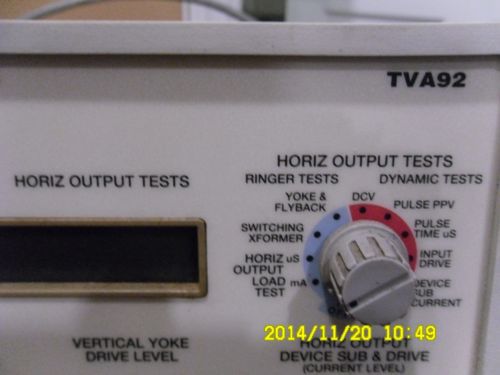 TVA92
HORIZ OUTPUT TESTS
HORIZ OUTPUT TESTS
RINGER TESTS
DYNAMIC TESTS
YOKE &
FLYBACK
DCV
PULSE PPV
SWITCHING
XFORMER
PULSE
TIME uS
HORIZ uS
OUTPUT
LOAD mA
TEST
INPUT
DRIVE
DEVICE
SUB
CURRENT
2014/11/20 10:49
VERTICAL YOKE
DRIVE LEVEL
HORIZ OUTPUT
DEVICE SUB & DRIVE
(CURRENT LEVEL)